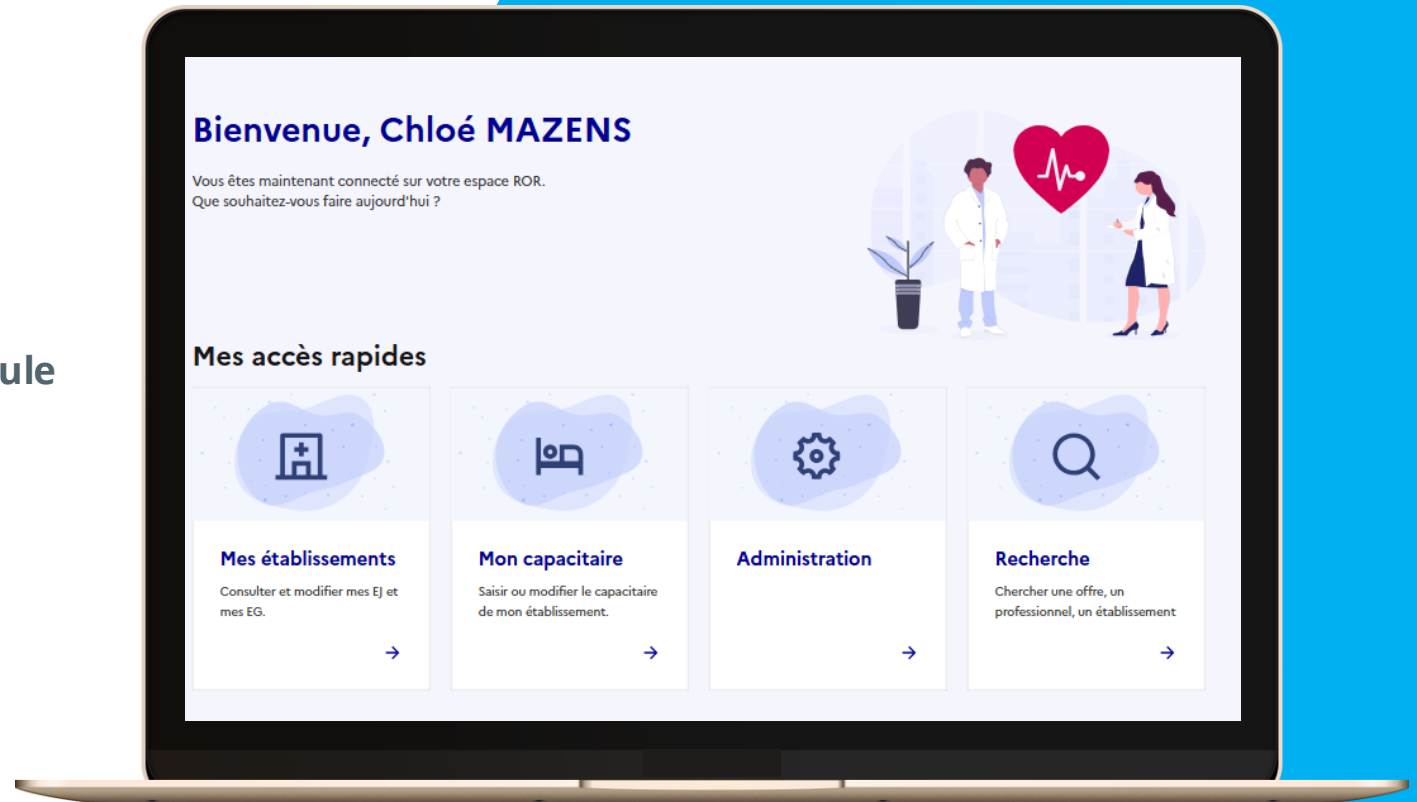 Bienvenue, Chloé MAZENS
Vous êtes maintenant connecté sur votre espace ROR.
Que souhaitez-vous faire aujourd'hui ?
ule
Mes accès rapides
Mes établissements
Consulter et modifier mes EJ et
mes EG.
Mon capacitaire
Saisir ou modifier le capacitaire
de mon établissement.
Administration
Recherche
Chercher une offre, un
professionnel, un établissement